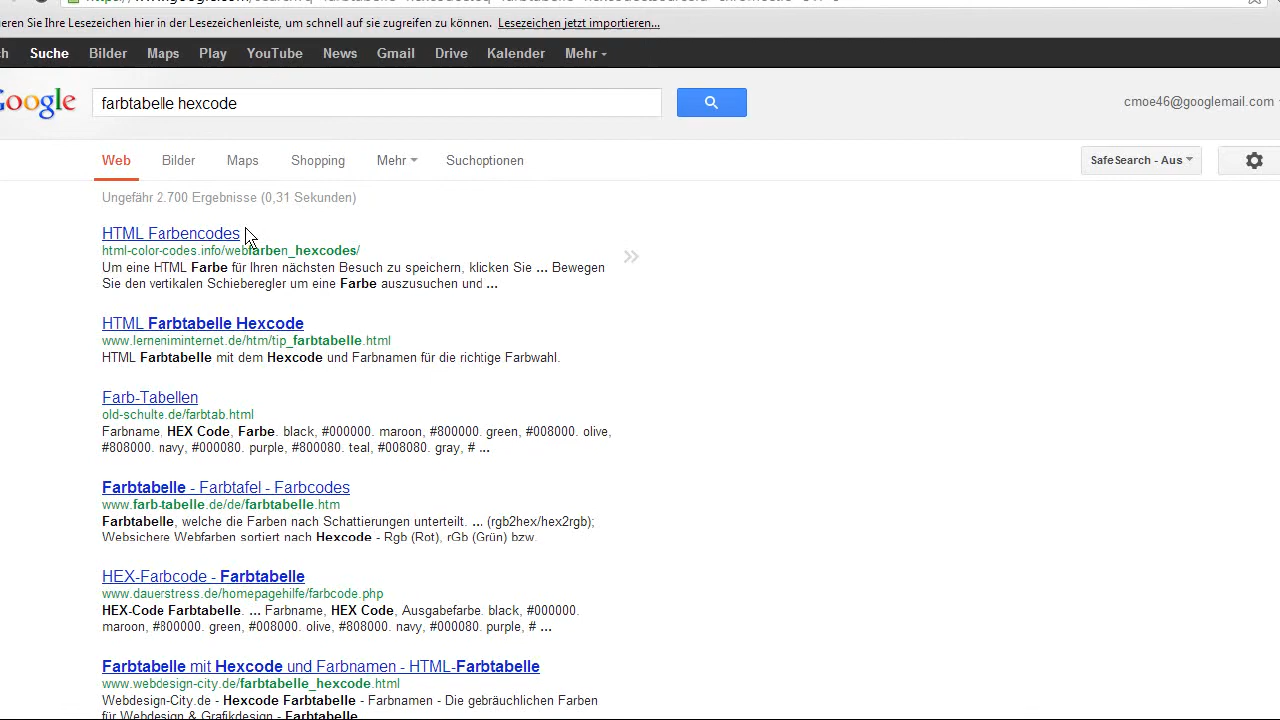 ieren Sie Ihre Lesezeichen hier in der Lesezeichenleiste, um schnell auf sie zugreifen zu können. Lesezeichen jetzt importieren...
ch Suche Bilder Maps Play YouTube News Gmail Drive Kalender Mehr
Google farbtabelle hexcode cmoe46@googlemail.com
Web Bilder Maps Shopping Mehr Suchoptionen SafeSearch - Aus
Ungefähr 2.700 Ergebnisse (0,31 Sekunden)
HTML Farbencodes
html-color-codes.info/webfarben_hexcodes/
Um eine HTML Farbe für Ihren nächsten Besuch zu speichern, klicken Sie ... Bewegen
Sie den vertikalen Schieberegler um eine Farbe auszusuchen und ...
HTML Farbtabelle Hexcode
www.lerneniminternet.de/htm/tip_farbtabelle.html
HTML Farbtabelle mit dem Hexcode und Farbnamen für die richtige Farbwahl.
Farb-Tabellen
old-schulte.de/farbtab.html
Farbname, HEX Code, Farbe, black, #000000. maroon, #800000. green, #008000. olive,
#808000. navy, #000080. purple, #800080. teal, #008080. gray, # ...
Farbtabelle - Farbtafel - Farbcodes
www.farb-tabelle.de/de/farbtabelle.htm
Farbtabelle, welche die Farben nach Schattierungen unterteilt. ... (rgb2hex/hex2rgb);
Websichere Webfarben sortiert nach Hexcode - Rgb (Rot), rGb (Grün) bzw.
HEX-Farbcode - Farbtabelle
www.dauerstress.de/homepagehilfe/farbcode.php
HEX-Code Farbtabelle. ... Farbname, HEX Code, Ausgabefarbe. black, #000000.
maroon, #800000. green, #008000. olive, #808000. navy, #000080. purple, # ...
Farbtabelle mit Hexcode und Farbnamen - HTML-Farbtabelle
www.webdesign-city.de/farbtabelle_hexcode.html
Webdesign-City.de - Hexcode Farbtabelle - Farbnamen - Die gebräuchlichen Farben
für Webdesign & Grafikdesign - Farbtabelle